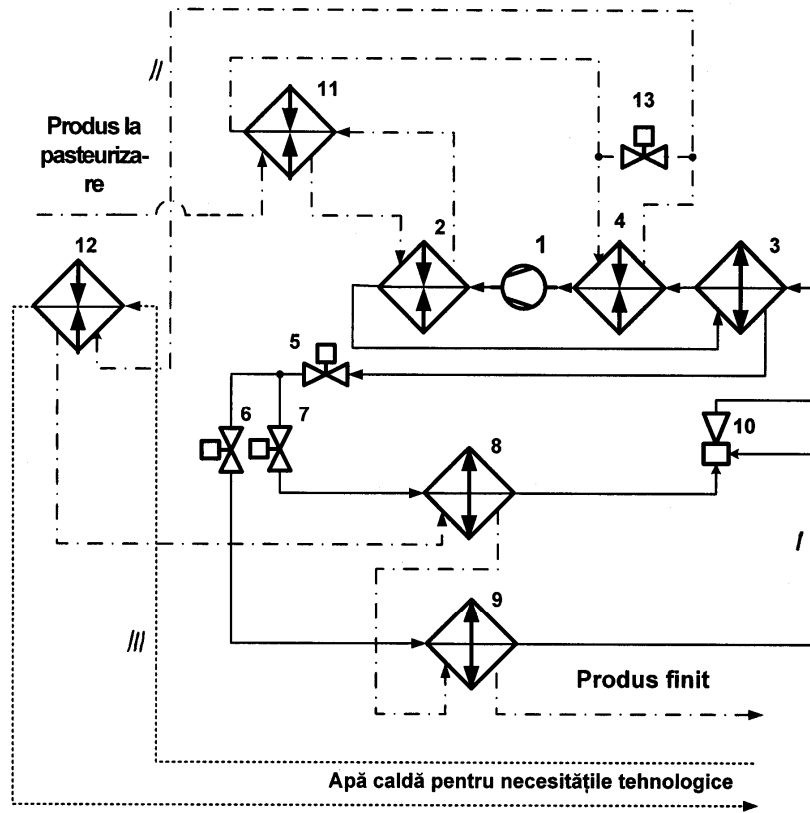 //
11
13
Produs la
pasteuriza-
re
12
2
1
4
3
5
6
7
10
8
I
9
///
Produs finit
Apă caldă pentru necesităţile tehnologice